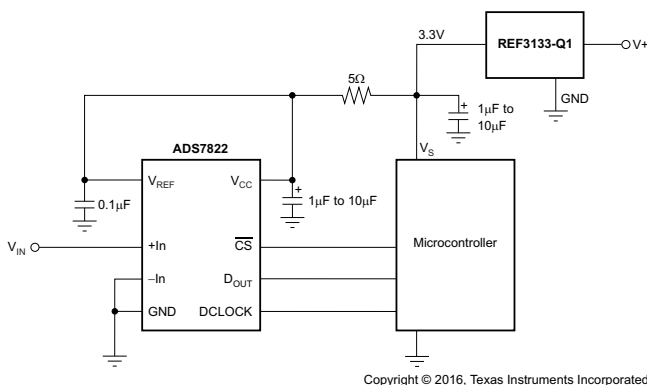 3.3V
REF3133-Q1
V+
GND
5Ω
1μF to
10μF
ADS7822
V_S
V_REF
V_CC
0.1μF
1μF to 10μF
Microcontroller
V_IN
+In
C̅S̅
–In
D_OUT
GND
DCLOCK
Copyright © 2016, Texas Instruments Incorporated